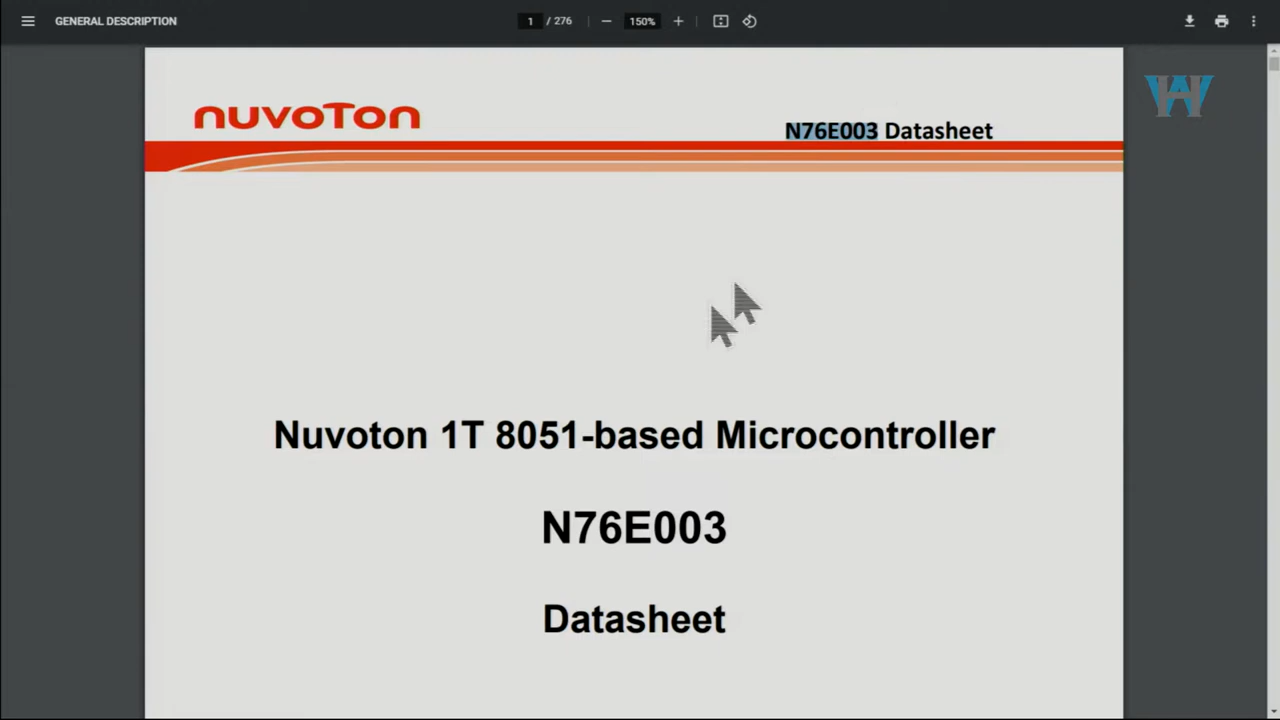 GENERAL DESCRIPTION
1 / 276
150%
nuvoTon
N76E003 Datasheet
Nuvoton 1T 8051-based Microcontroller
N76E003
Datasheet